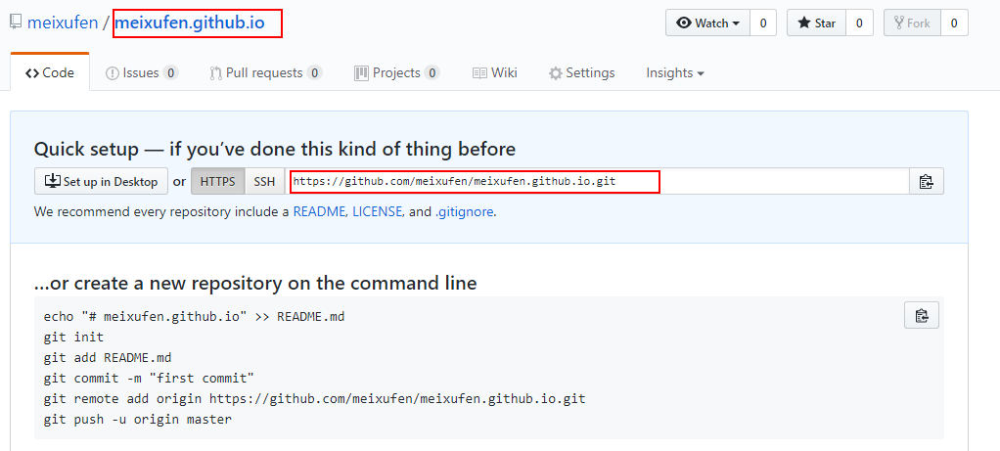 meixufen / meixufen.github.io Watch 0 Star 0 Fork 0
Code Issues 0 Pull requests 0 Projects 0 Wiki Settings Insights
Quick setup — if you’ve done this kind of thing before
Set up in Desktop or HTTPS SSH https://github.com/meixufen/meixufen.github.io.git
We recommend every repository include a README, LICENSE, and .gitignore.
…or create a new repository on the command line
echo "# meixufen.github.io" >> README.md
git init
git add README.md
git commit -m "first commit"
git remote add origin https://github.com/meixufen/meixufen.github.io.git
git push -u origin master